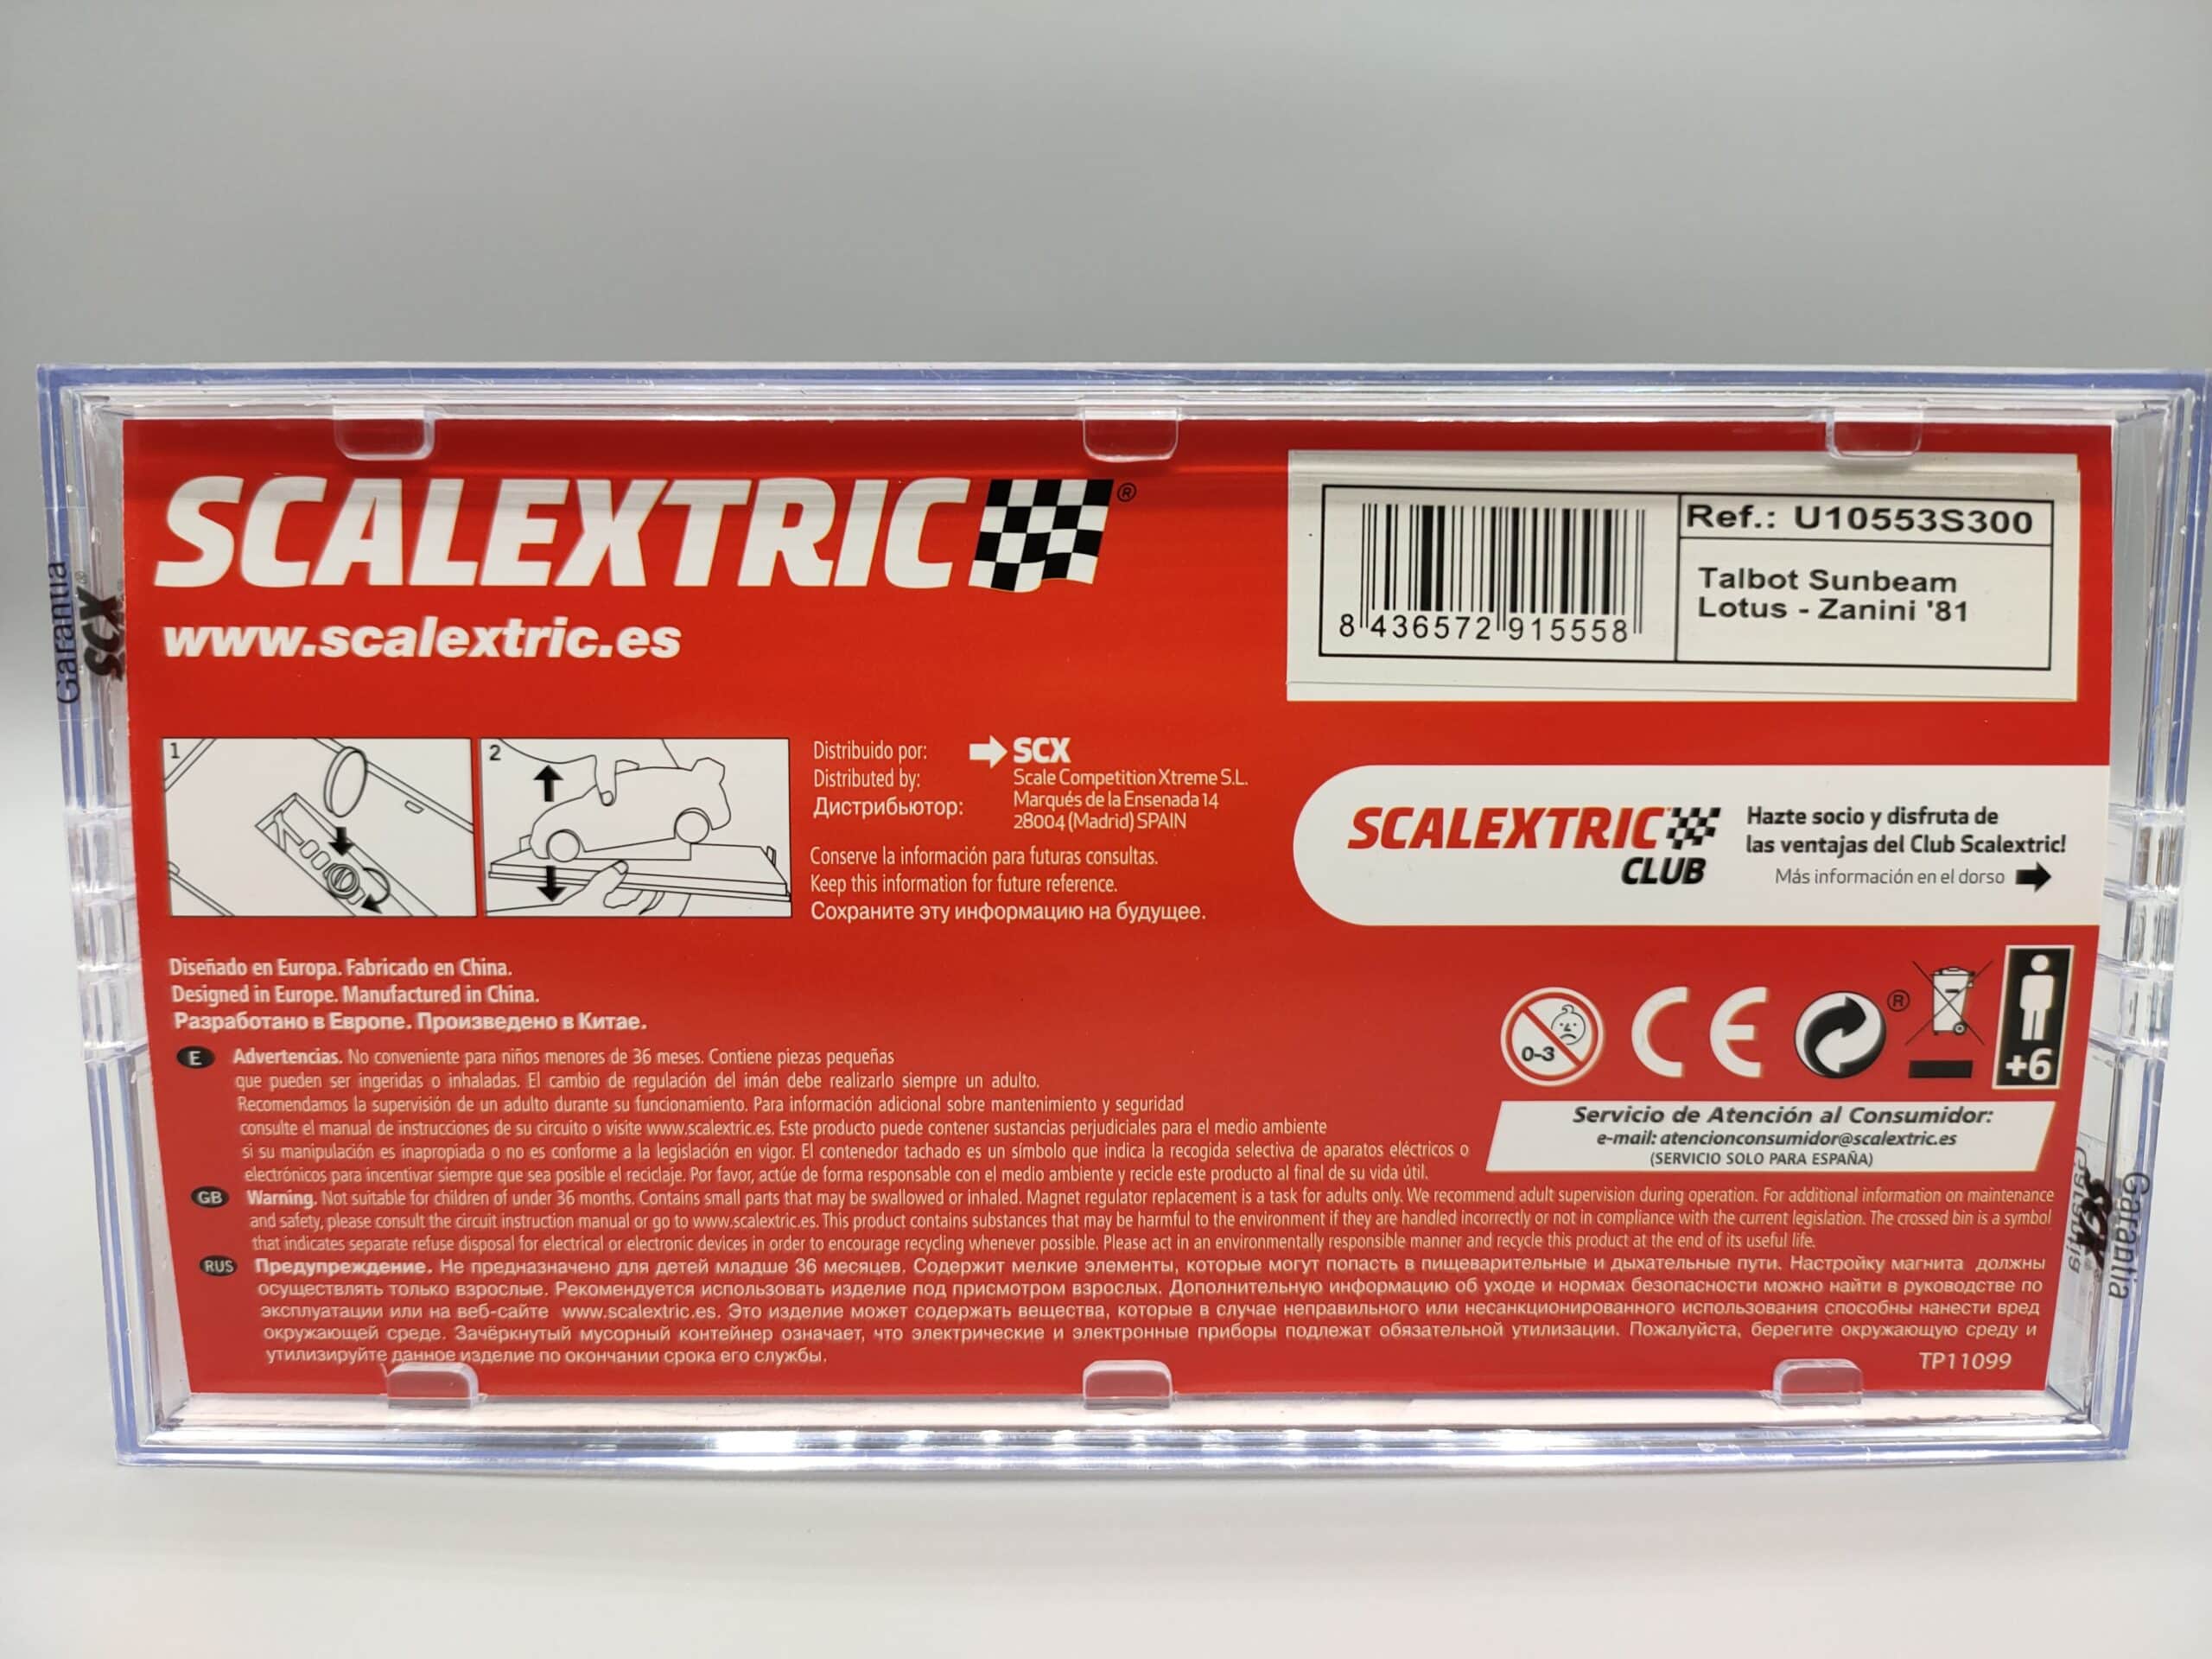 SCALEXTRIC®
www.scalextric.es
Ref.: U10553S300
Talbot Sunbeam
Lotus - Zanini '81
8 436572 915558
Garantía
SCX
1
2
Distribuido por:
Distributed by:
Дистрибьютор:
SCX
Scale Competition Xtreme S.L.
Marqués de la Ensenada 14
28004 (Madrid) SPAIN
Conserve la información para futuras consultas.
Keep this information for future reference.
Сохраните эту информацию на будущее.
SCALEXTRIC
CLUB
Hazte socio y disfruta de
las ventajas del Club Scalextric!
Más información en el dorso
Diseñado en Europa. Fabricado en China.
Designed in Europe. Manufactured in China.
Разработано в Европе. Произведено в Китае.
0-3
CE
®
+6
Servicio de Atención al Consumidor:
e-mail: atencionconsumidor@scalextric.es
(SERVICIO SOLO PARA ESPAÑA)
E Advertencias. No conveniente para niños menores de 36 meses. Contiene piezas pequeñas
que pueden ser ingeridas o inhaladas. El cambio de regulación del imán debe realizarlo siempre un adulto.
Recomendamos la supervisión de un adulto durante su funcionamiento. Para información adicional sobre mantenimiento y seguridad
consulte el manual de instrucciones de su circuito o visite www.scalextric.es. Este producto puede contener sustancias perjudiciales para el medio ambiente
si su manipulación es inapropiada o no es conforme a la legislación en vigor. El contenedor tachado es un símbolo que indica la recogida selectiva de aparatos eléctricos o
electrónicos para incentivar siempre que sea posible el reciclaje. Por favor, actúe de forma responsable con el medio ambiente y recicle este producto al final de su vida útil.
GB Warning. Not suitable for children of under 36 months. Contains small parts that may be swallowed or inhaled. Magnet regulator replacement is a task for adults only. We recommend adult supervision during operation. For additional information on maintenance
and safety, please consult the circuit instruction manual or go to www.scalextric.es. This product contains substances that may be harmful to the environment if they are handled incorrectly or not in compliance with the current legislation. The crossed bin is a symbol
that indicates separate refuse disposal for electrical or electronic devices in order to encourage recycling whenever possible. Please act in an environmentally responsible manner and recycle this product at the end of its useful life.
RUS Предупреждение. Не предназначено для детей младше 36 месяцев. Содержит мелкие элементы, которые могут попасть в пищеварительные и дыхательные пути. Настройку магнита должны
осуществлять только взрослые. Рекомендуется использовать изделие под присмотром взрослых. Дополнительную информацию об уходе и нормах безопасности можно найти в руководстве по
эксплуатации или на веб-сайте www.scalextric.es. Это изделие может содержать вещества, которые в случае неправильного или несанкционированного использования способны нанести вред
окружающей среде. Зачёркнутый мусорный контейнер означает, что электрические и электронные приборы подлежат обязательной утилизации. Пожалуйста, берегите окружающую среду и
утилизируйте данное изделие по окончании срока его службы.
TP11099
Garantía
SCX